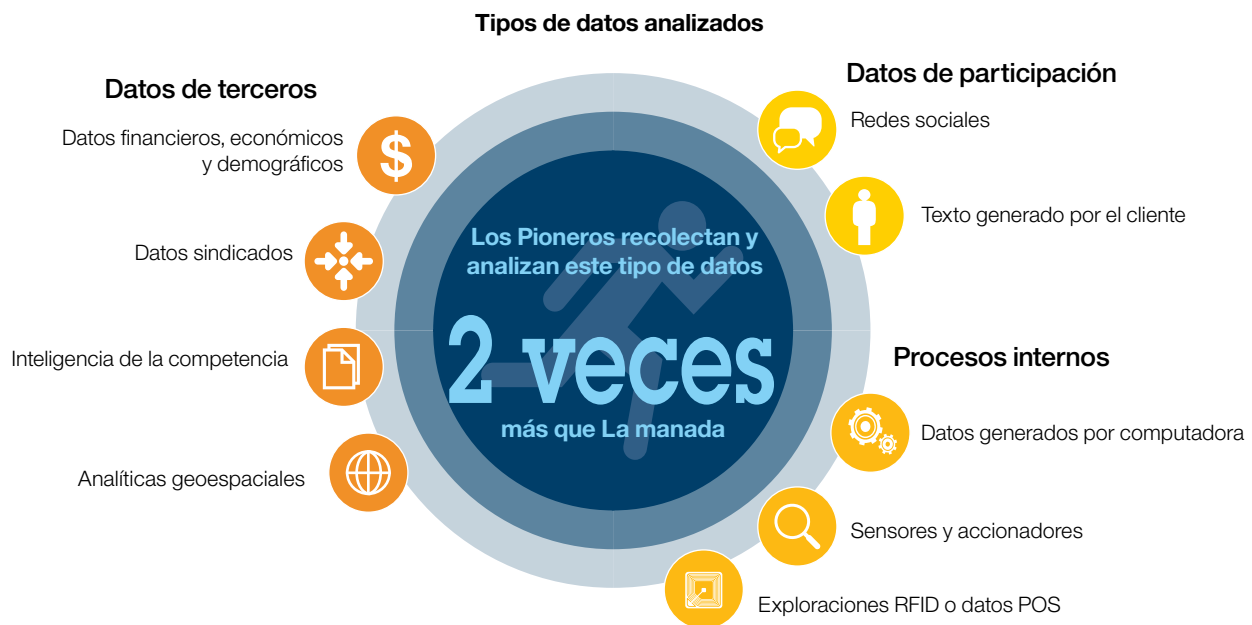 Tipos de datos analizados
Datos de terceros
Datos financieros, económicos
y demográficos
Datos sindicados
Inteligencia de la competencia
Analíticas geoespaciales
Los Pioneros recolectan y
analizan este tipo de datos
2 veces
más que La manada
Datos de participación
Redes sociales
Texto generado por el cliente
Procesos internos
Datos generados por computadora
Sensores y accionadores
Exploraciones RFID o datos POS